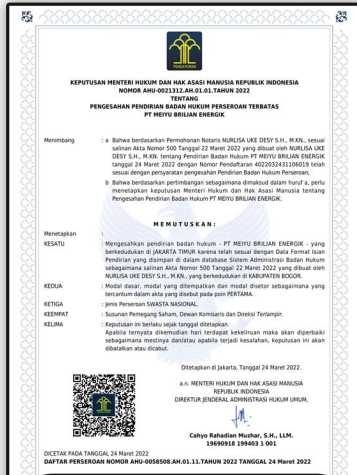 PENGAYOMAN
KEPUTUSAN MENTERI HUKUM DAN HAK ASASI MANUSIA REPUBLIK INDONESIA
NOMOR AHU-0021312.AH.01.01.TAHUN 2022
TENTANG
PENGESAHAN PENDIRIAN BADAN HUKUM PERSEROAN TERBATAS
PT MEIYU BRILIAN ENERGIK
Menimbang : a Bahwa berdasarkan Permohonan Notaris NURLISA UKE DESY S.H., M.KN., sesuai
salinan Akta Nomor 500 Tanggal 22 Maret 2022 yang dibuat oleh NURLISA UKE
DESY S.H., M.KN. tentang Pendirian Badan Hukum PT MEIYU BRILIAN ENERGIK
tanggal 24 Maret 2022 dengan Nomor Pendaftaran 4022032431106019 telah
sesuai dengan persyaratan pengesahan Pendirian Badan Hukum Perseroan;
b Bahwa berdasarkan pertimbangan sebagaimana dimaksud dalam huruf a, perlu
menetapkan keputusan Menteri Hukum dan Hak Asasi Manusia tentang
Pengesahan Pendirian Badan Hukum PT MEIYU BRILIAN ENERGIK.
M E M U T U S K A N :
Menetapkan :
KESATU : Mengesahkan pendirian badan hukum - PT MEIYU BRILIAN ENERGIK - yang
berkedudukan di JAKARTA TIMUR karena telah sesuai dengan Data Format Isian
Pendirian yang disimpan di dalam database Sistem Administrasi Badan Hukum
sebagaimana salinan Akta Nomor 500 Tanggal 22 Maret 2022 yang dibuat oleh
NURLISA UKE DESY S.H., M.KN., yang berkedudukan di KABUPATEN BOGOR.
KEDUA : Modal dasar, modal yang ditempatkan dan modal disetor sebagaimana yang
tercantum dalam akta yang disebut pada poin PERTAMA.
KETIGA : Jenis Perseroan SWASTA NASIONAL.
KEEMPAT : Susunan Pemegang Saham, Dewan Komisaris dan Direksi Terlampir.
KELIMA : Keputusan ini berlaku sejak tanggal ditetapkan.
Apabila ternyata dikemudian hari terdapat kekeliruan maka akan diperbaiki
sebagaimana mestinya dan/atau apabila terjadi kesalahan, keputusan ini akan
dibatalkan atau dicabut.
Ditetapkan di Jakarta, Tanggal 24 Maret 2022.
a.n. MENTERI HUKUM DAN HAK ASASI MANUSIA
REPUBLIK INDONESIA
DIREKTUR JENDERAL ADMINISTRASI HUKUM UMUM,
Cahyo Rahadian Muzhar, S.H., LLM.
19690918 199403 1 001
DICETAK PADA TANGGAL 24 Maret 2022
DAFTAR PERSEROAN NOMOR AHU-0058508.AH.01.11.TAHUN 2022 TANGGAL 24 Maret 2022